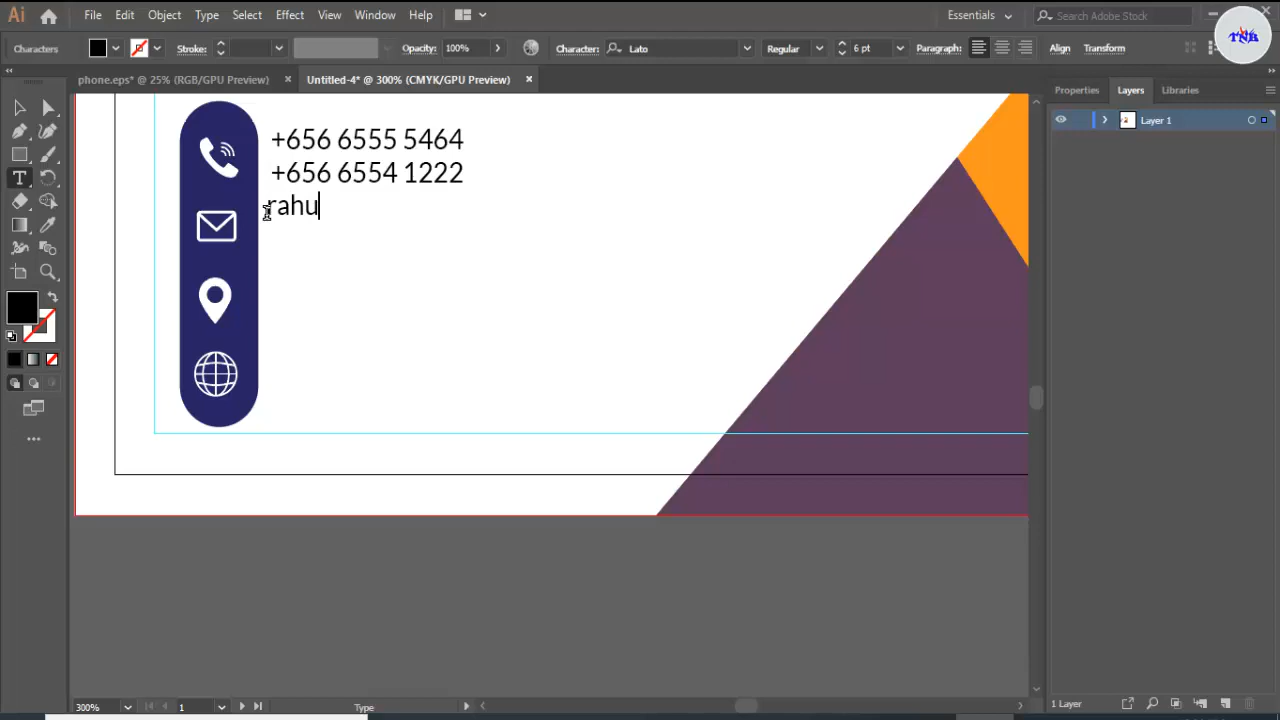 Ai File Edit Object Type Select Effect View Window Help Essentials Search Adobe Stock
TNR
Characters Stroke: Opacity: 100% Character: Lato Regular 6 pt Paragraph: Align Transform
phone.eps* @ 25% (RGB/GPU Preview) × Untitled-4* @ 300% (CMYK/GPU Preview) ×
Properties Layers Libraries
Layer 1
+656 6555 5464
+656 6554 1222
rahu
1 Layer
300% 1 Type